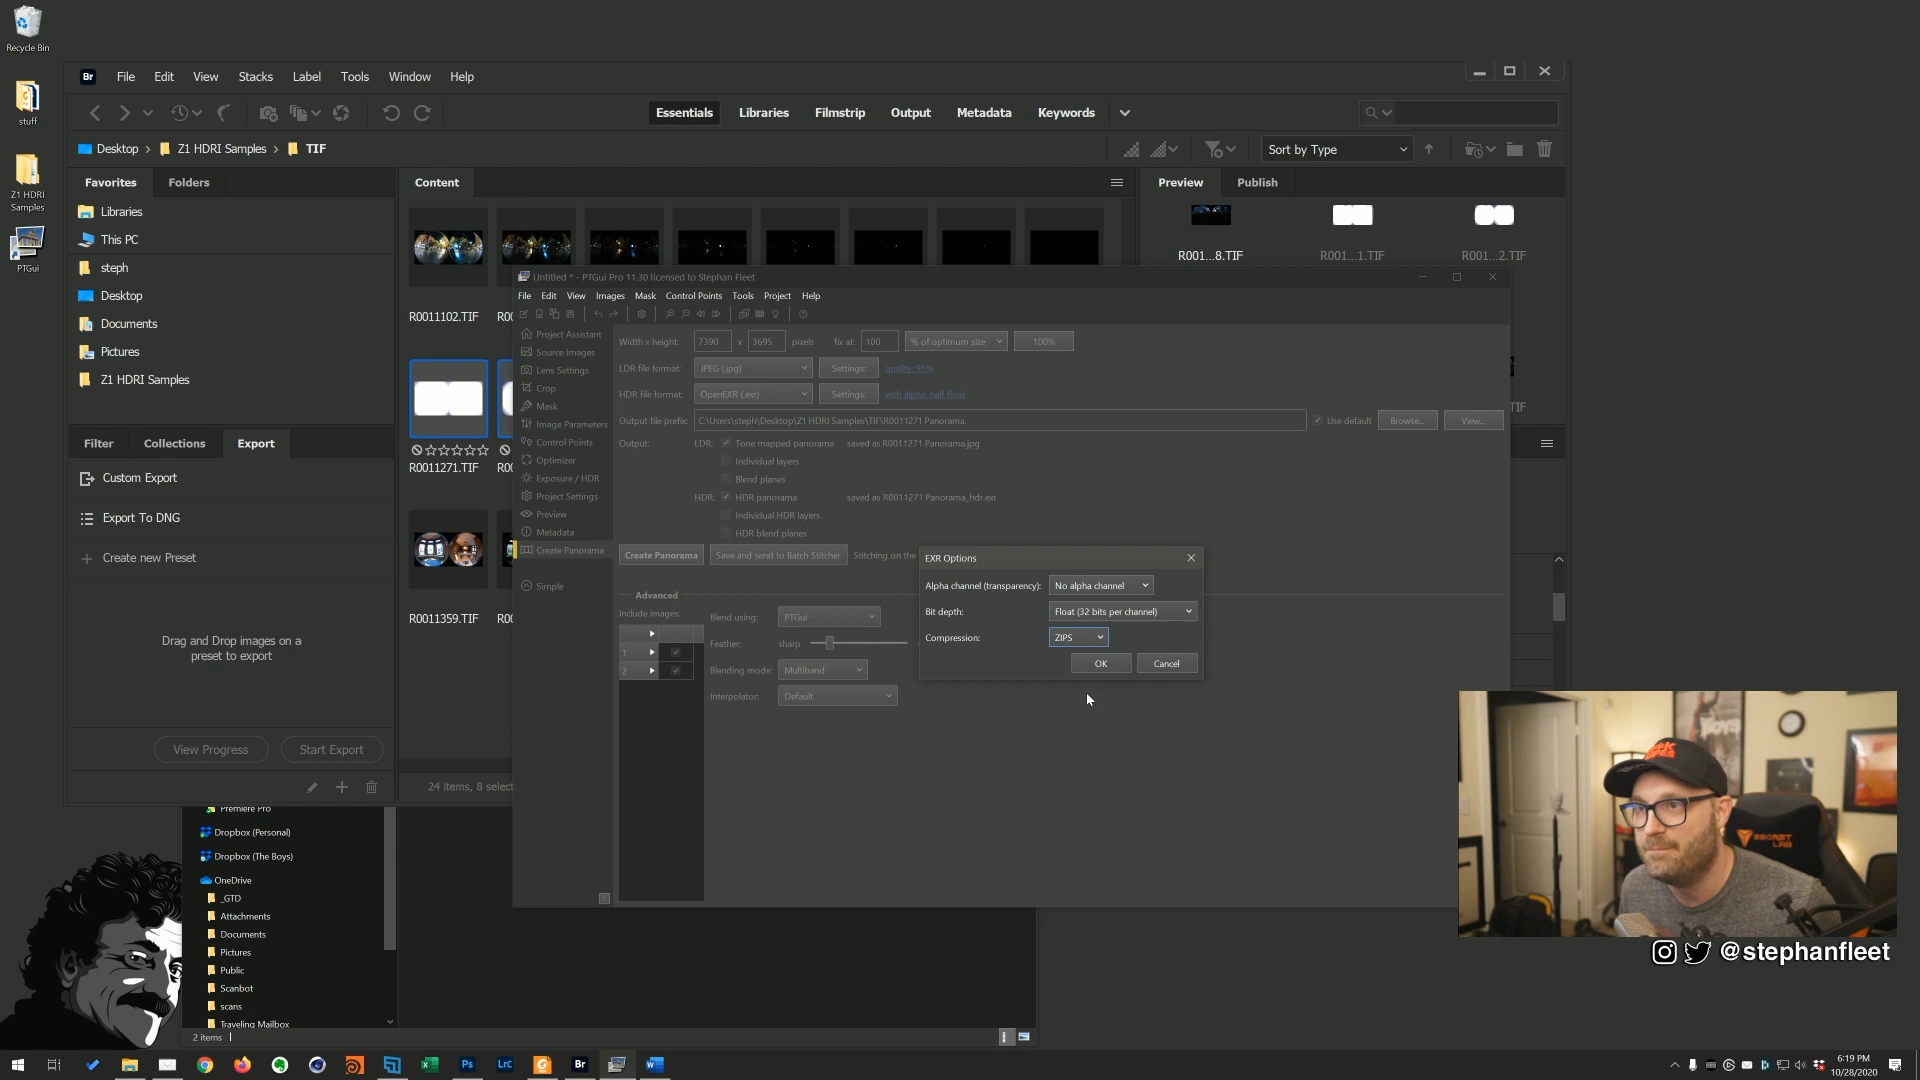 Recycle Bin
stuff
Z1 HDRI
Samples
PTGui
Br File Edit View Stacks Label Tools Window Help
Essentials Libraries Filmstrip Output Metadata Keywords
Desktop > Z1 HDRI Samples > TIF
Sort by Type
Favorites Folders
Libraries
This PC
steph
Desktop
Documents
Pictures
Z1 HDRI Samples
Filter Collections Export
Custom Export
Export To DNG
Create new Preset
Drag and Drop images on a
preset to export
View Progress Start Export
Content
R0011102.TIF
R0011271.TIF
R0011359.TIF
24 items, 8 select
Preview Publish
R001...8.TIF R001...1.TIF R001...2.TIF
Untitled * - PTGui Pro 11.30 licensed to Stephan Fleet
File Edit View Images Mask Control Points Tools Project Help
Project Assistant
Source Images
Lens Settings
Crop
Mask
Image Parameters
Control Points
Optimizer
Exposure / HDR
Project Settings
Preview
Metadata
Create Panorama
Simple
Width x height: 7390 x 3695 pixels fix at: 100 % of optimum size 100%
LDR file format: JPEG (.jpg) Settings: quality: 95%
HDR file format: OpenEXR (.exr) Settings: with alpha, half float
Output file prefix: C:\Users\steph\Desktop\Z1 HDRI Samples\TIF\R0011271 Panorama. Use default Browse... View...
Output: LDR: Tone mapped panorama saved as R0011271 Panorama.jpg
Individual layers
Blend planes
HDR: HDR panorama saved as R0011271 Panorama_hdr.exr
Individual HDR layers
HDR blend planes
Create Panorama Save and send to Batch Stitcher Stitching on the
Advanced
Include images:
1
2
Blend using: PTGui
Feather: sharp
Blending mode: Multiband
Interpolator: Default
EXR Options
Alpha channel (transparency): No alpha channel
Bit depth: Float (32 bits per channel)
Compression: ZIPS
OK Cancel
Premiere Pro
Dropbox (Personal)
Dropbox (The Boys)
OneDrive
_GTD
Attachments
Documents
Pictures
Public
Scanbot
scans
Traveling Mailbox
2 items
SECRET
LAB
@stephanfleet
Ps LrC Br
6:19 PM
10/28/2020